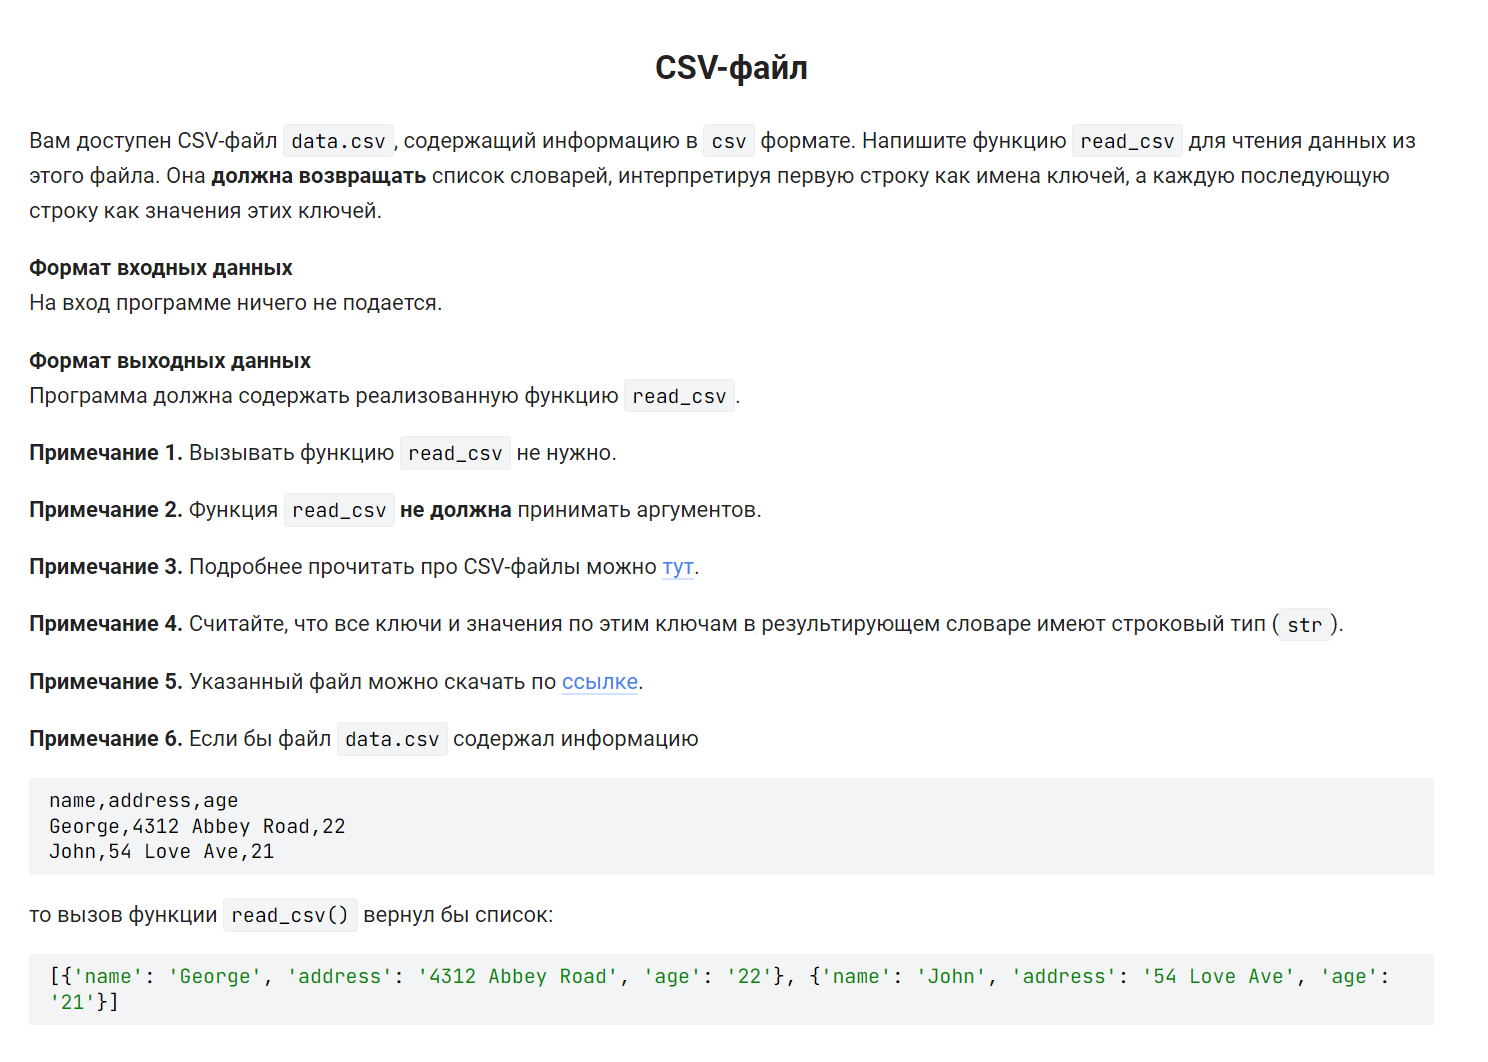 CSV-файл
Вам доступен CSV-файл data.csv, содержащий информацию в csv формате. Напишите функцию read_csv для чтения данных из
этого файла. Она должна возвращать список словарей, интерпретируя первую строку как имена ключей, а каждую последующую
строку как значения этих ключей.
Формат входных данных
На вход программе ничего не подается.
Формат выходных данных
Программа должна содержать реализованную функцию read_csv.
Примечание 1. Вызывать функцию read_csv не нужно.
Примечание 2. Функция read_csv не должна принимать аргументов.
Примечание 3. Подробнее прочитать про CSV-файлы можно тут.
Примечание 4. Считайте, что все ключи и значения по этим ключам в результирующем словаре имеют строковый тип (str).
Примечание 5. Указанный файл можно скачать по ссылке.
Примечание 6. Если бы файл data.csv содержал информацию
name,address,age
George,4312 Abbey Road,22
John,54 Love Ave,21
то вызов функции read_csv() вернул бы список:
[{'name': 'George', 'address': '4312 Abbey Road', 'age': '22'}, {'name': 'John', 'address': '54 Love Ave', 'age':
'21'}]